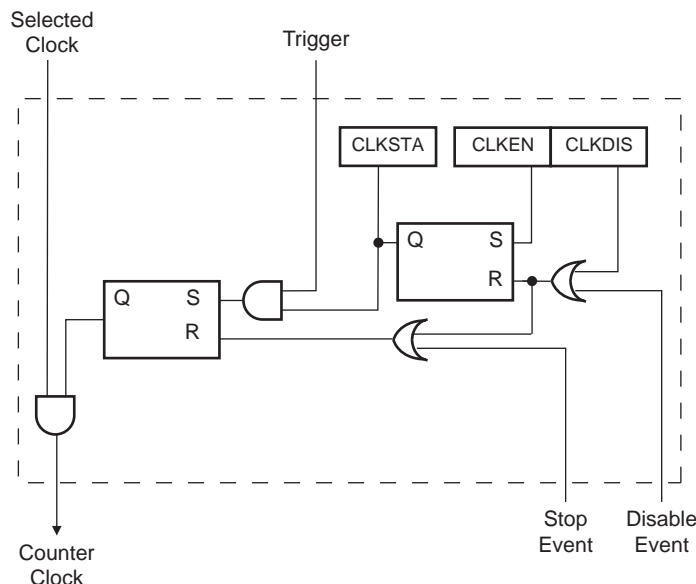 Selected
Clock
Trigger
CLKSTA
CLKEN
CLKDIS
Q
S
R
Q
S
R
Stop
Event
Disable
Event
Counter
Clock